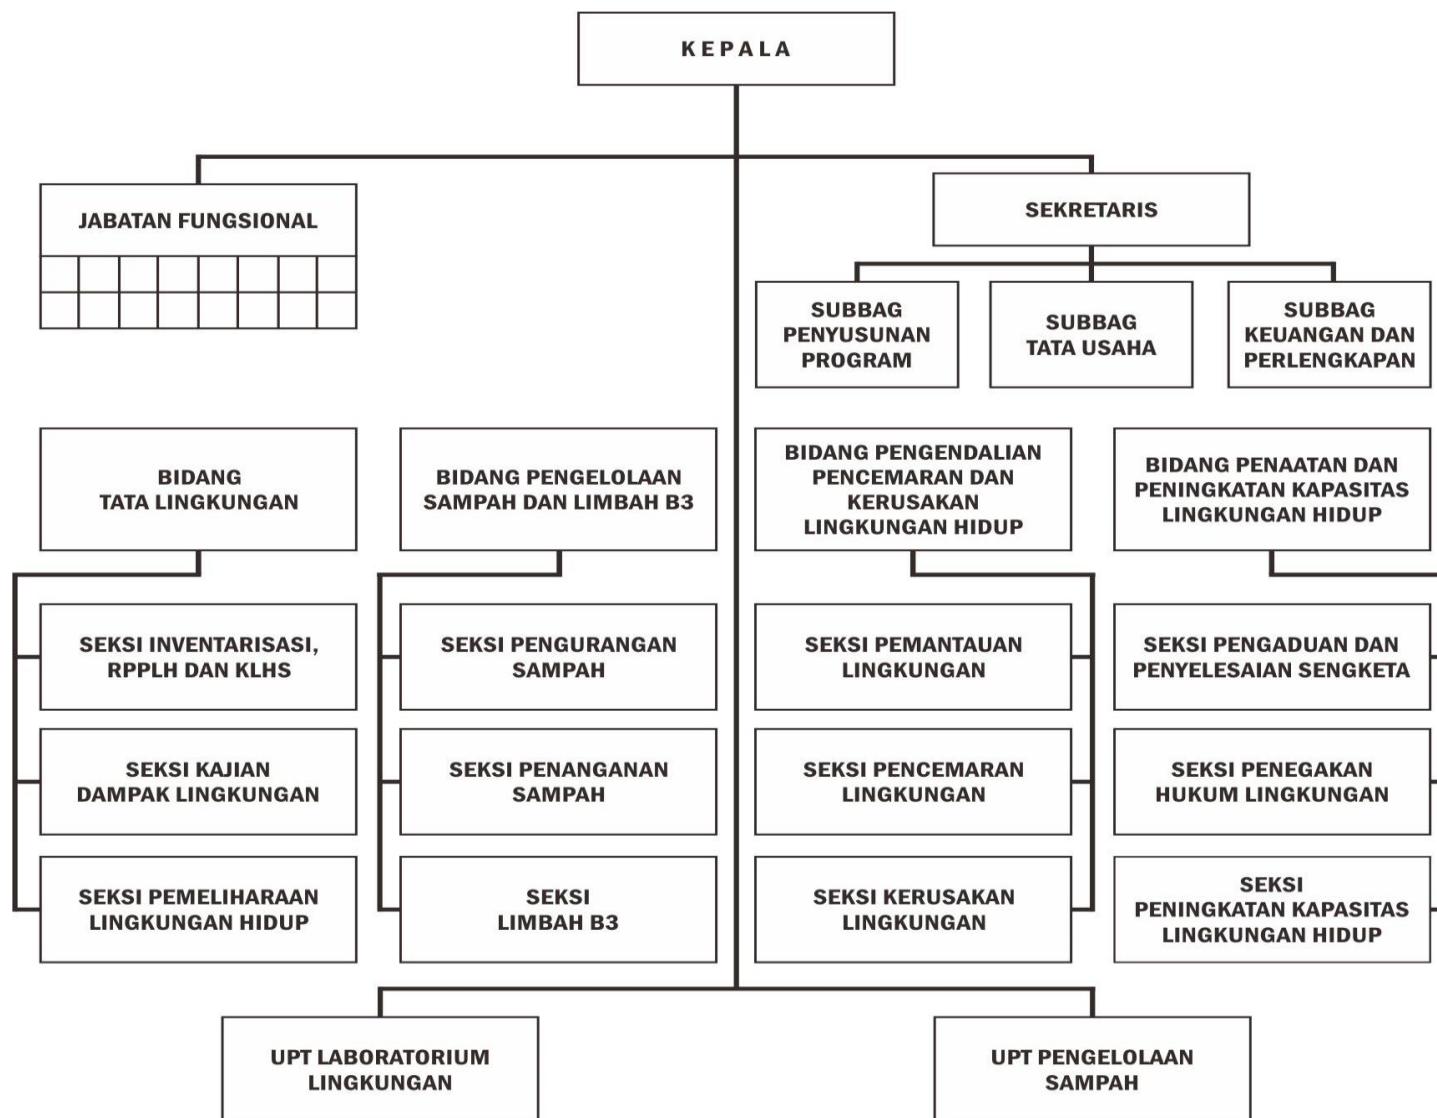 KEPALA
JABATAN FUNGSIONAL
SEKRETARIS
SUBBAG
PENYUSUNAN
PROGRAM
SUBBAG
TATA USAHA
SUBBAG
KEUANGAN DAN
PERLENGKAPAN
BIDANG
TATA LINGKUNGAN
BIDANG PENGELOLAAN
SAMPAH DAN LIMBAH B3
BIDANG PENGENDALIAN
PENCEMARAN DAN
KERUSAKAN
LINGKUNGAN HIDUP
BIDANG PENAATAN DAN
PENINGKATAN KAPASITAS
LINGKUNGAN HIDUP
SEKSI INVENTARISASI,
RPPLH DAN KLHS
SEKSI PENGURANGAN
SAMPAH
SEKSI PEMANTAUAN
LINGKUNGAN
SEKSI PENGADUAN DAN
PENYELESAIAN SENGKETA
SEKSI KAJIAN
DAMPAK LINGKUNGAN
SEKSI PENANGANAN
SAMPAH
SEKSI PENCEMARAN
LINGKUNGAN
SEKSI PENEGAKAN
HUKUM LINGKUNGAN
SEKSI PEMELIHARAAN
LINGKUNGAN HIDUP
SEKSI
LIMBAH B3
SEKSI KERUSAKAN
LINGKUNGAN
SEKSI
PENINGKATAN KAPASITAS
LINGKUNGAN HIDUP
UPT LABORATORIUM
LINGKUNGAN
UPT PENGELOLAAN
SAMPAH